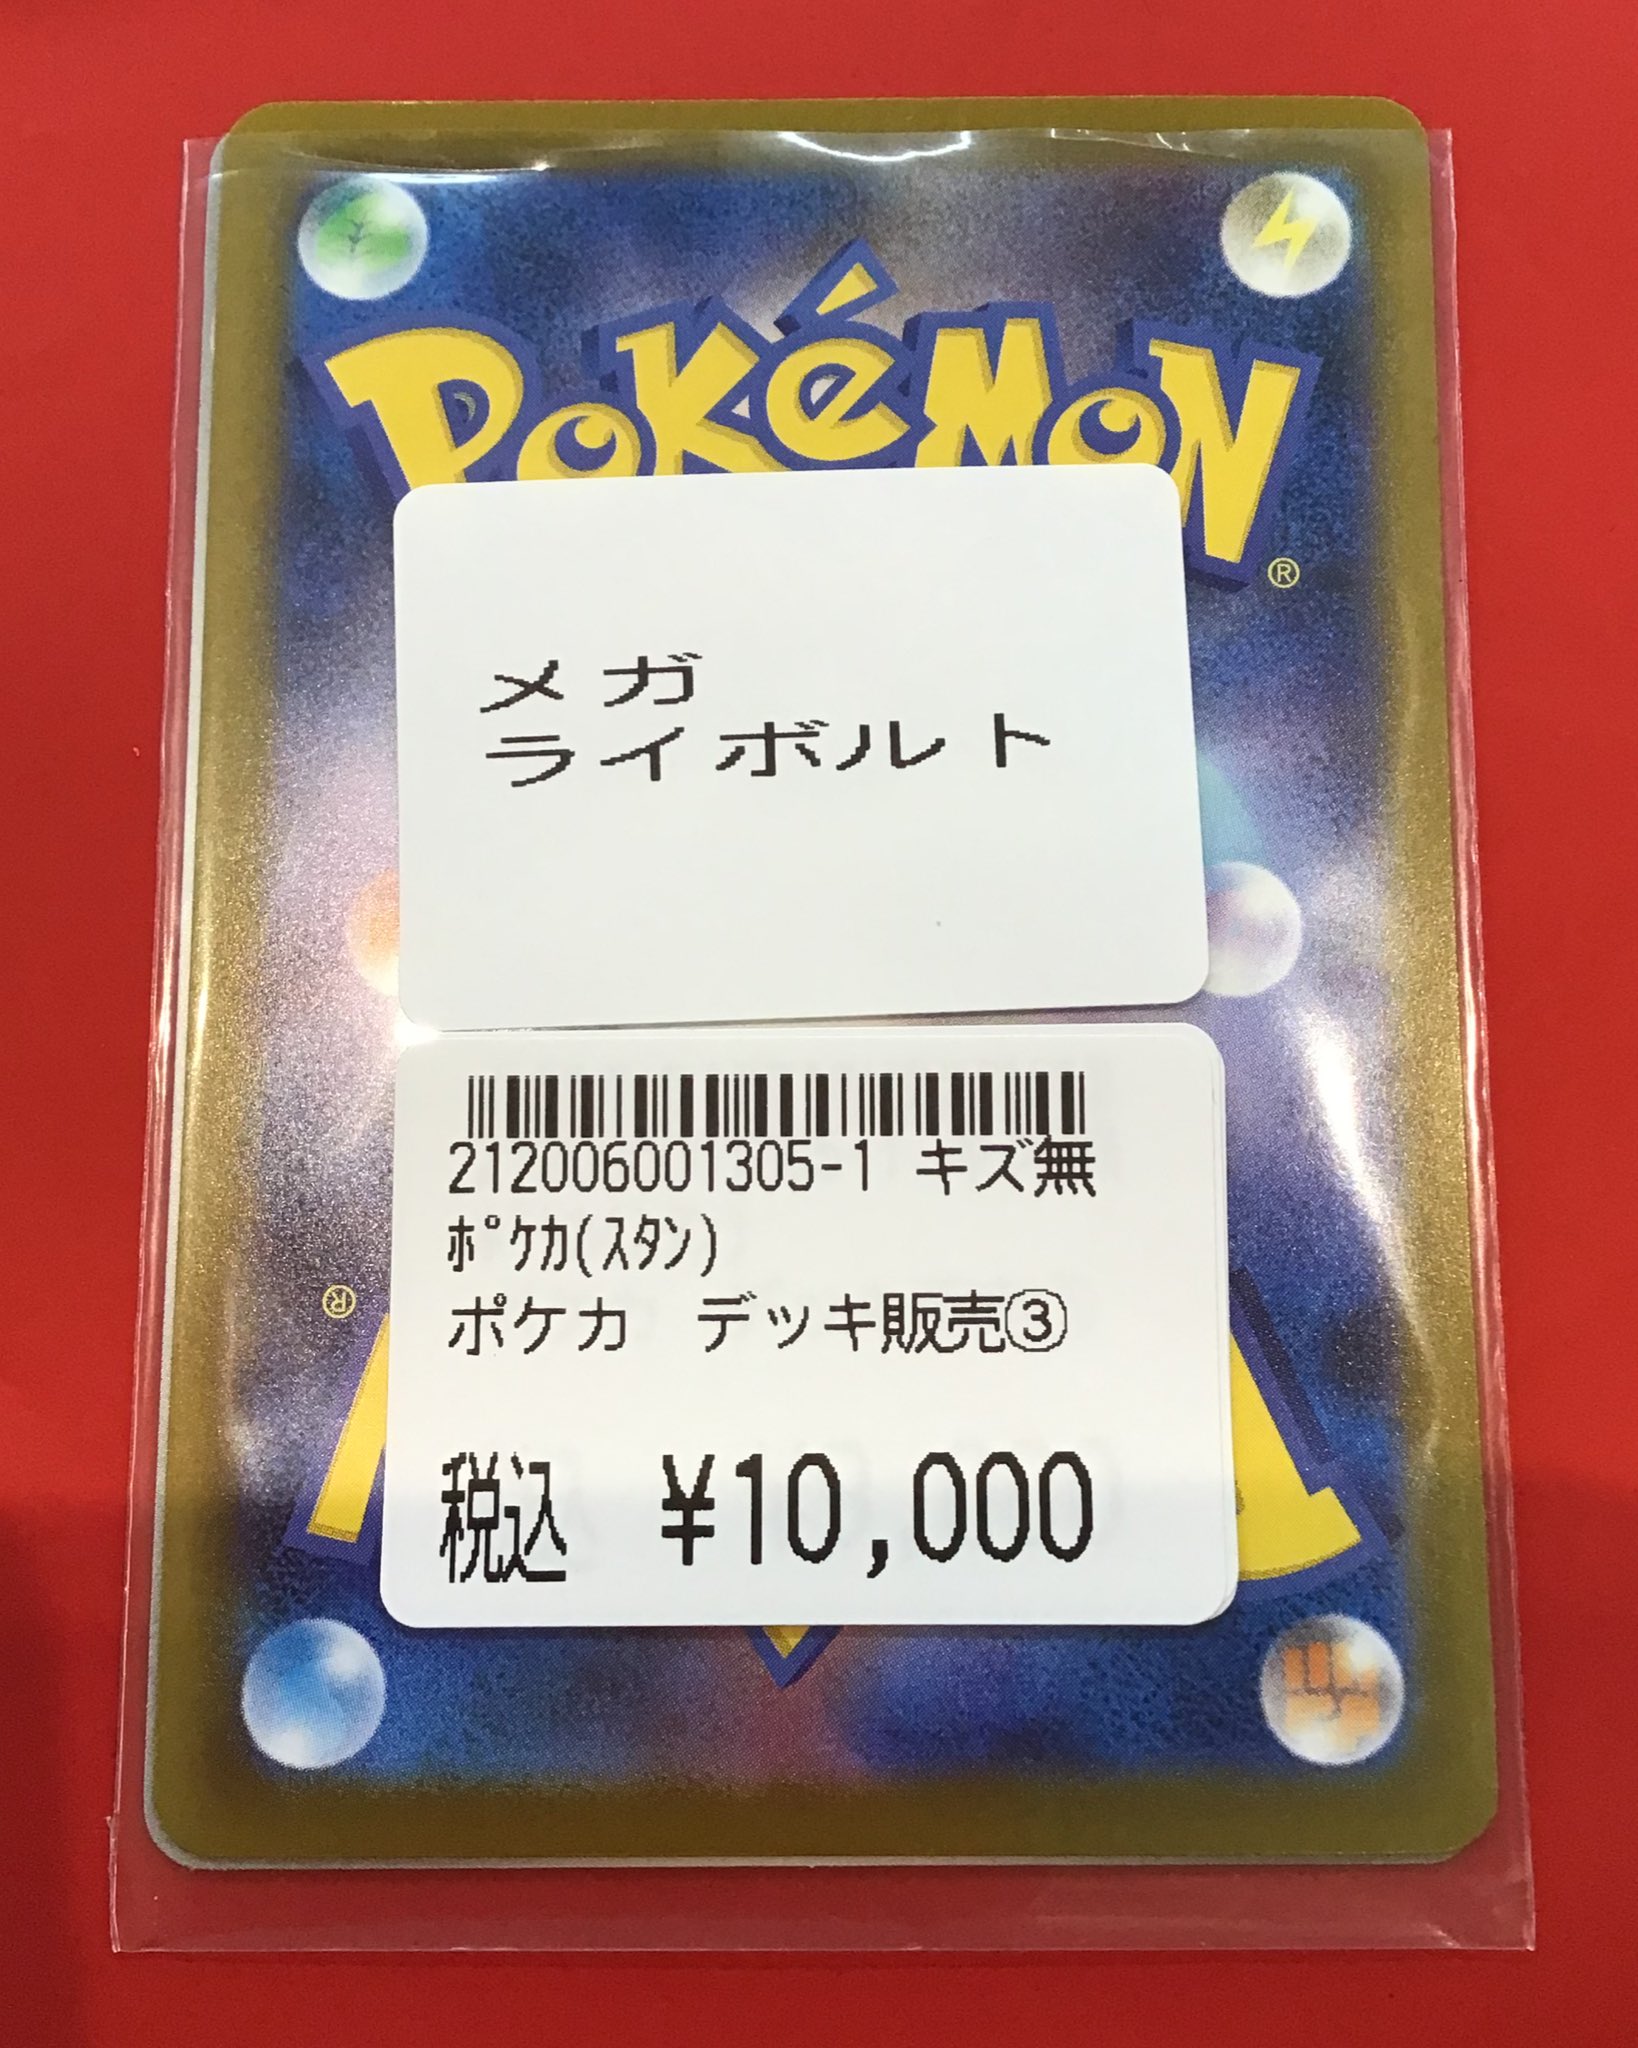 POKéMON
®
メガ
ライボルト
212006001305-1 キズ無
ﾎﾟｹｶ(ｽﾀﾝ)
®
ポケカ デッキ販売③
税込 ¥10,000